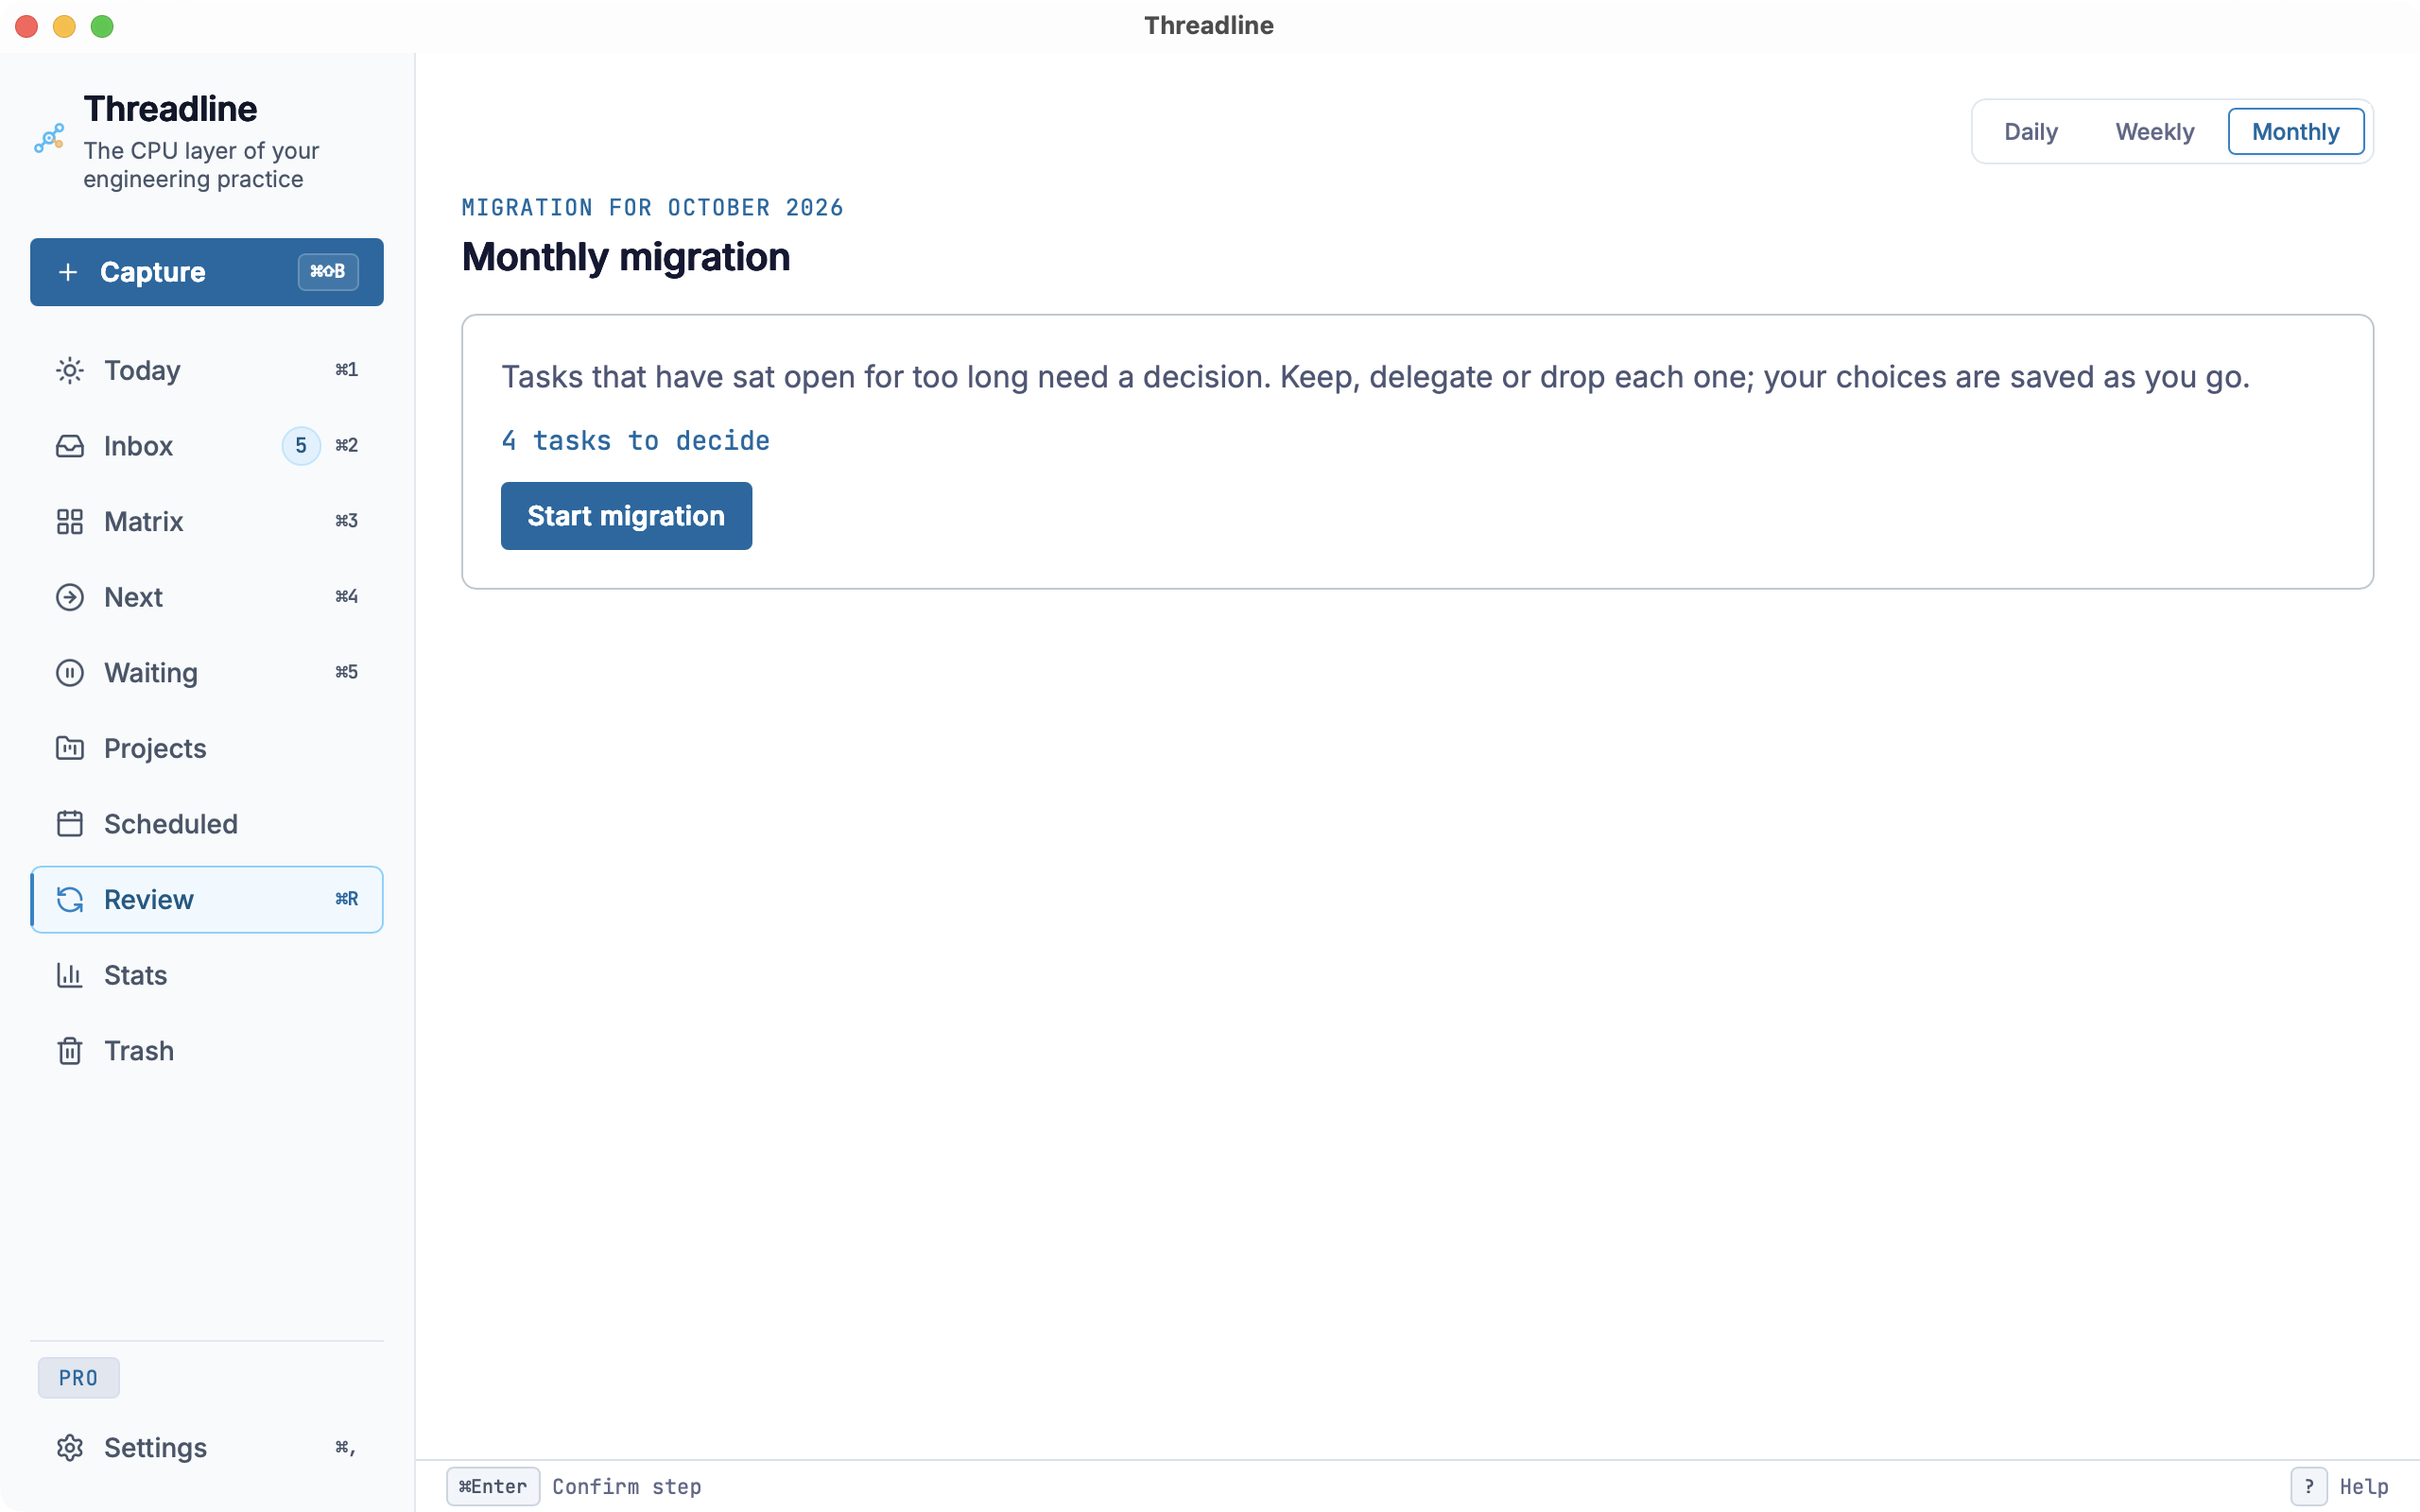 Threadline
Threadline
The CPU layer of your
engineering practice
+ Capture ⌘⇧B
Today ⌘1
Inbox 5 ⌘2
Matrix ⌘3
Next ⌘4
Waiting ⌘5
Projects
Scheduled
Review ⌘R
Stats
Trash
PRO
Settings ⌘,
Daily Weekly Monthly
MIGRATION FOR OCTOBER 2026
Monthly migration
Tasks that have sat open for too long need a decision. Keep, delegate or drop each one; your choices are saved as you go.
4 tasks to decide
Start migration
⌘Enter Confirm step
? Help